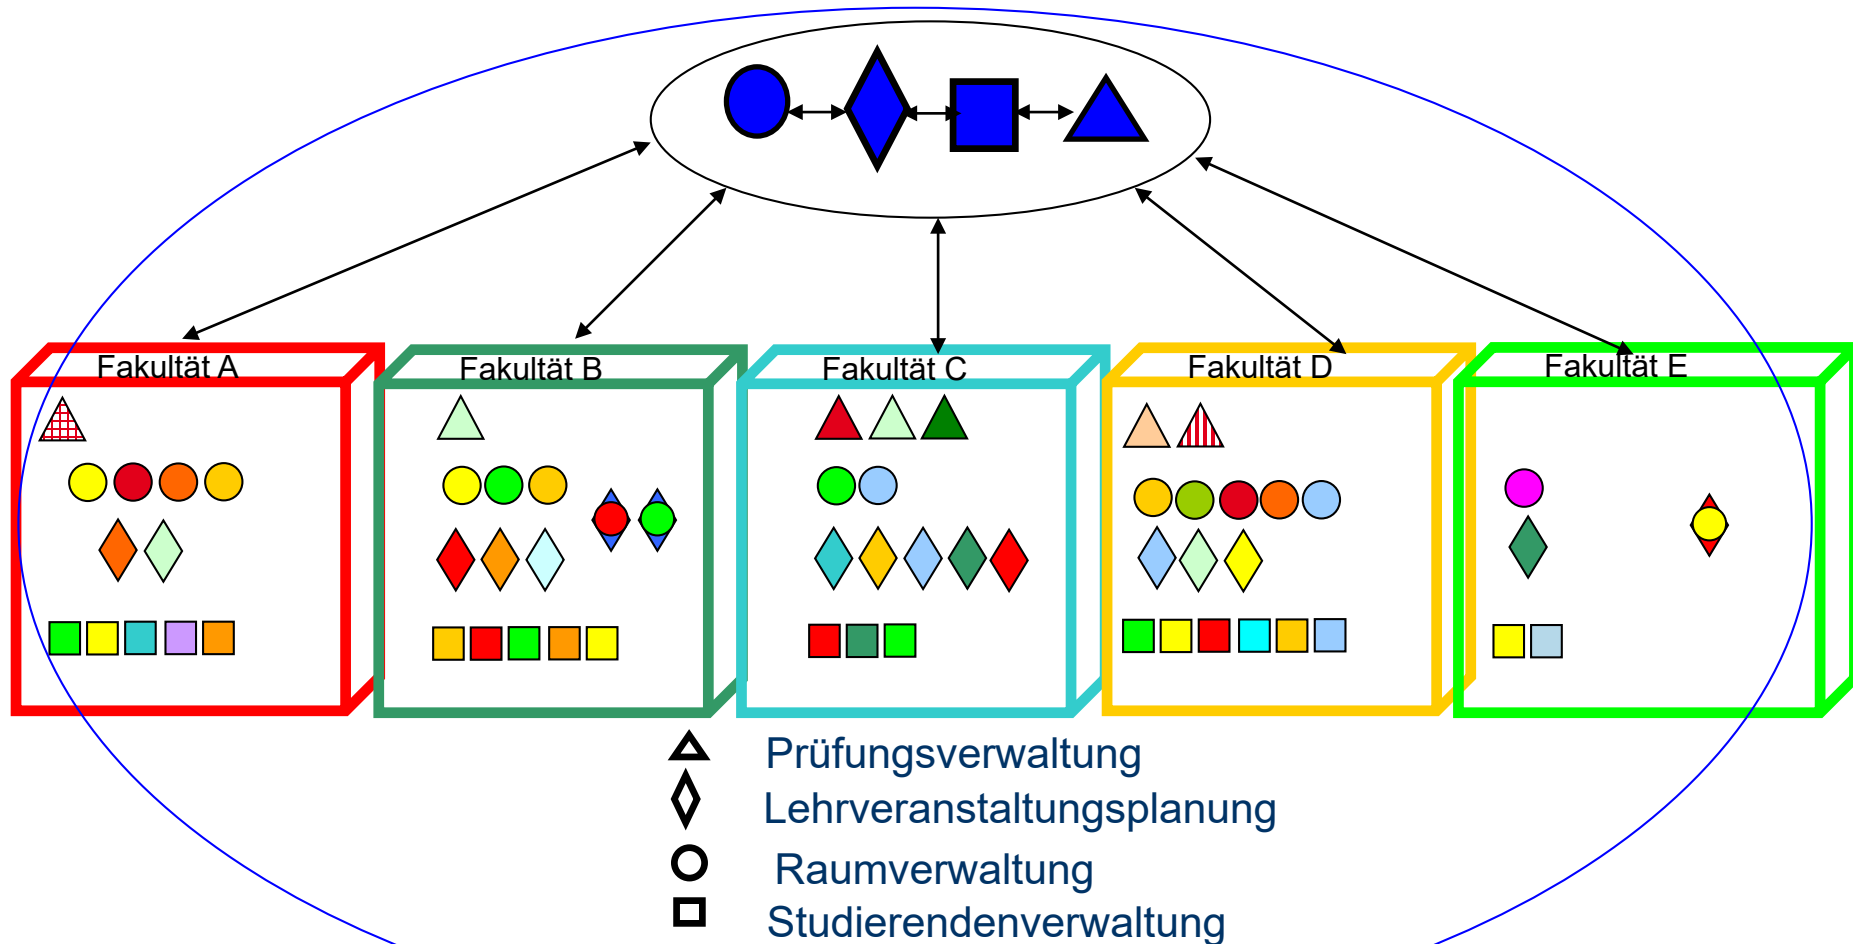 Fakultät A
Fakultät B
Fakultät C
Fakultät D
Fakultät E
Prüfungsverwaltung
Lehrveranstaltungsplanung
Raumverwaltung
Studierendenverwaltung